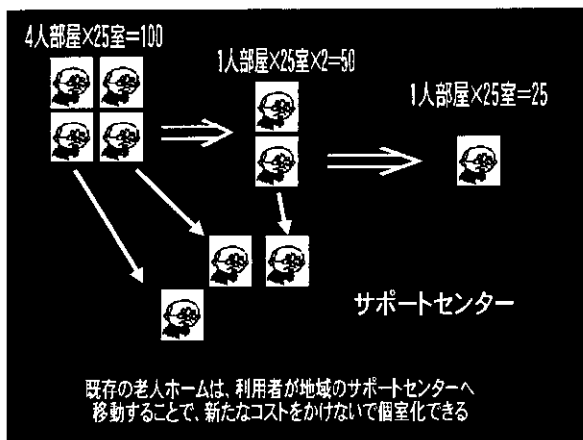 4人部屋×25室=100
1人部屋×25室×2=50
1人部屋×25室=25
サポートセンター
既存の老人ホームは、利用者が地域のサポートセンターへ
移動することで、新たなコストをかけないで個室化できる